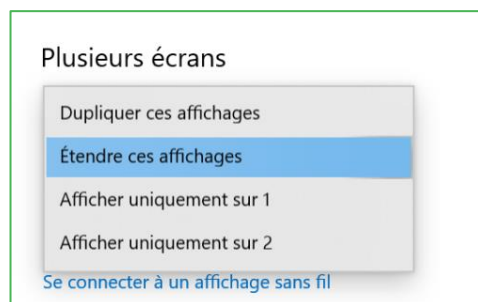 Plusieurs écrans
Dupliquer ces affichages
Étendre ces affichages
Afficher uniquement sur 1
Afficher uniquement sur 2
Se connecter à un affichage sans fil